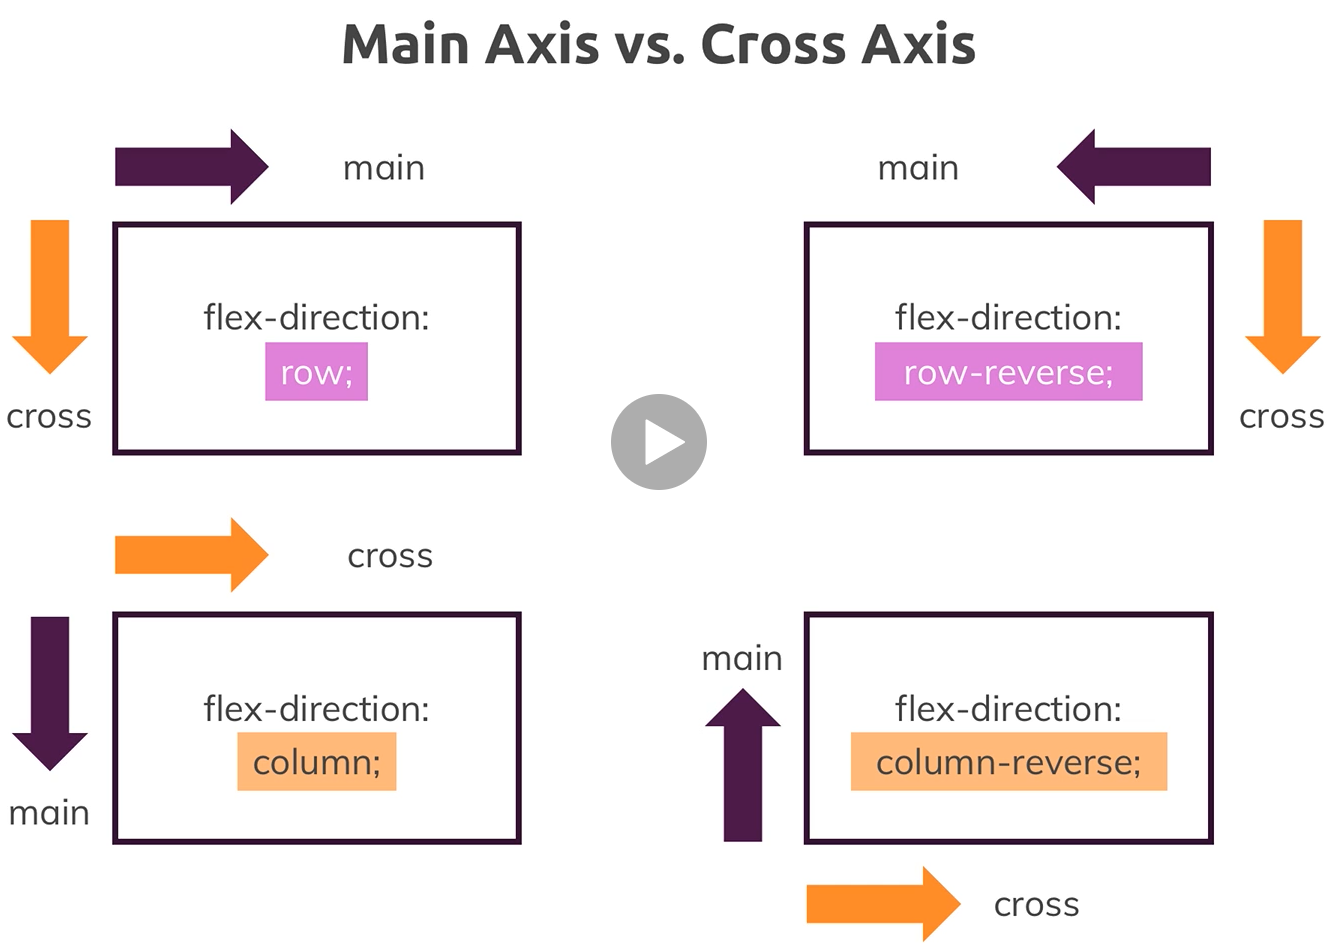 Main Axis vs. Cross Axis
main
cross
flex-direction:
row;
main
cross
flex-direction:
row-reverse;
cross
main
flex-direction:
column;
main
flex-direction:
column-reverse;
cross